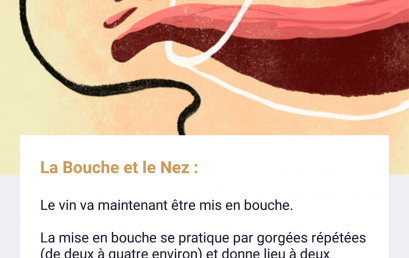 La Bouche et le Nez :
Le vin va maintenant être mis en bouche.
La mise en bouche se pratique par gorgées répétées
(de deux à quatre environ) et donne lieu à deux